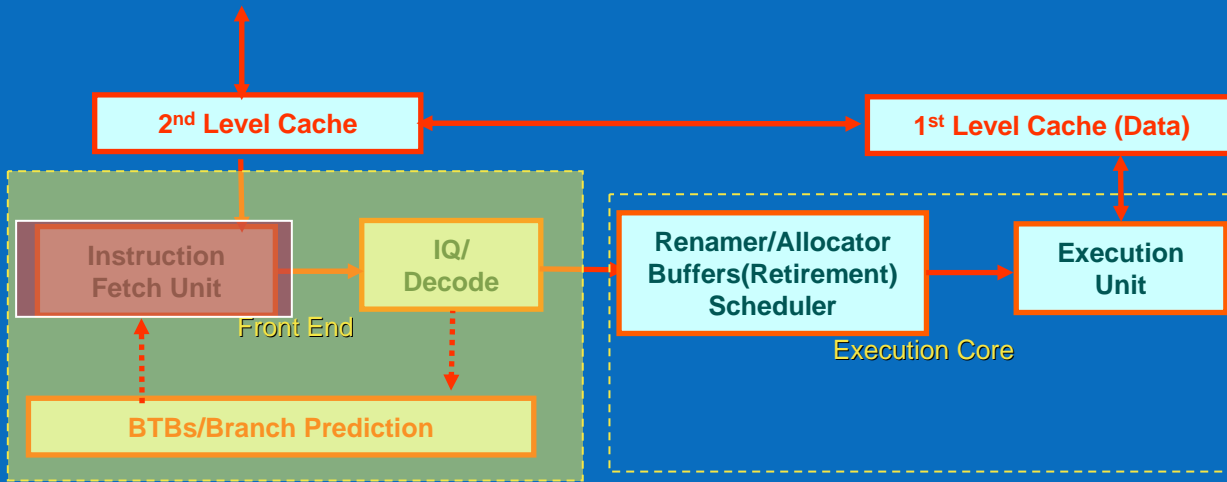 2nd Level Cache
1st Level Cache (Data)
Instruction
Fetch Unit
IQ/
Decode
Front End
BTBs/Branch Prediction
Renamer/Allocator
Buffers(Retirement)
Scheduler
Execution
Unit
Execution Core